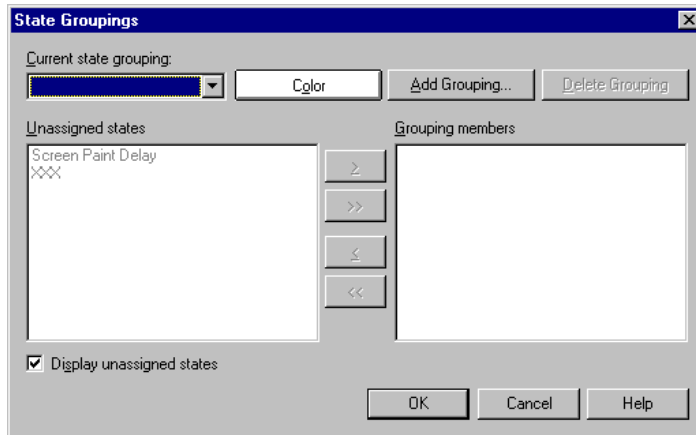 State Groupings
Current state grouping:
Color
Add Grouping...
Delete Grouping
Unassigned states
Grouping members
Screen Paint Delay
XXX
>
>>
<
<<
Display unassigned states
OK
Cancel
Help